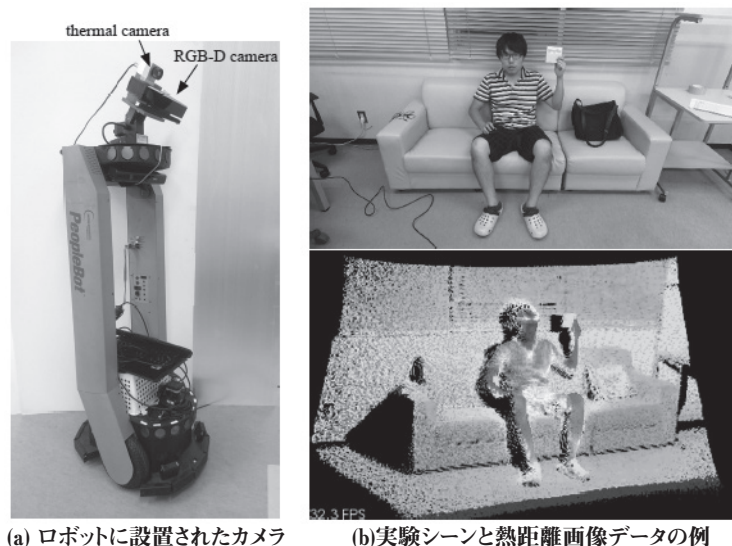 thermal camera
RGB-D camera
PeopleBot
32.3 FPS
(a) ロボットに設置されたカメラ
(b)実験シーンと熱距離画像データの例